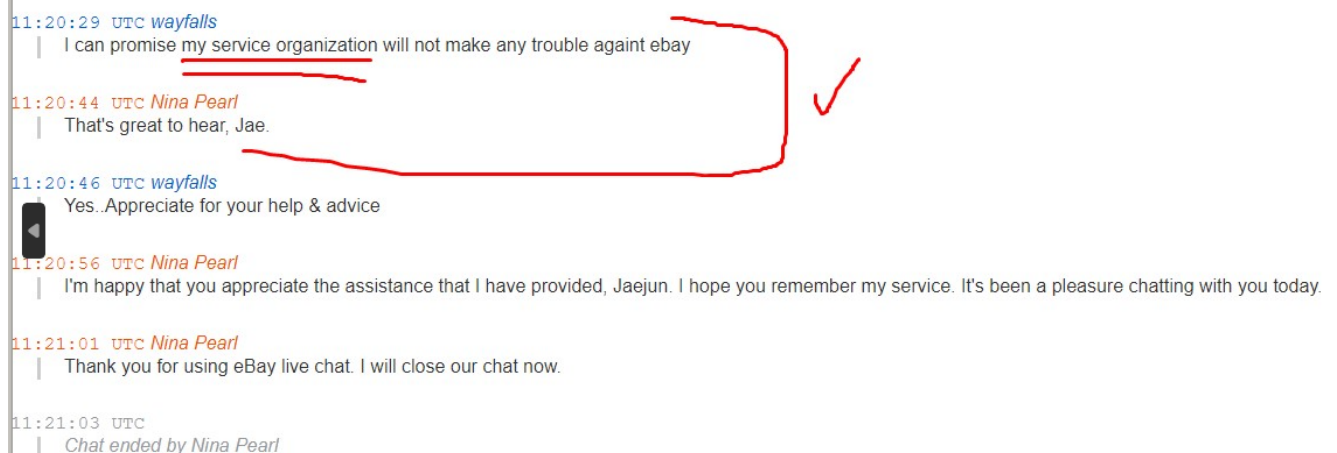 11:20:29 UTC wayfalls
I can promise my service organization will not make any trouble againt ebay
11:20:44 UTC Nina Pearl
That's great to hear, Jae.
11:20:46 UTC wayfalls
Yes..Appreciate for your help & advice
11:20:56 UTC Nina Pearl
I'm happy that you appreciate the assistance that I have provided, Jaejun. I hope you remember my service. It's been a pleasure chatting with you today.
11:21:01 UTC Nina Pearl
Thank you for using eBay live chat. I will close our chat now.
11:21:03 UTC
Chat ended by Nina Pearl